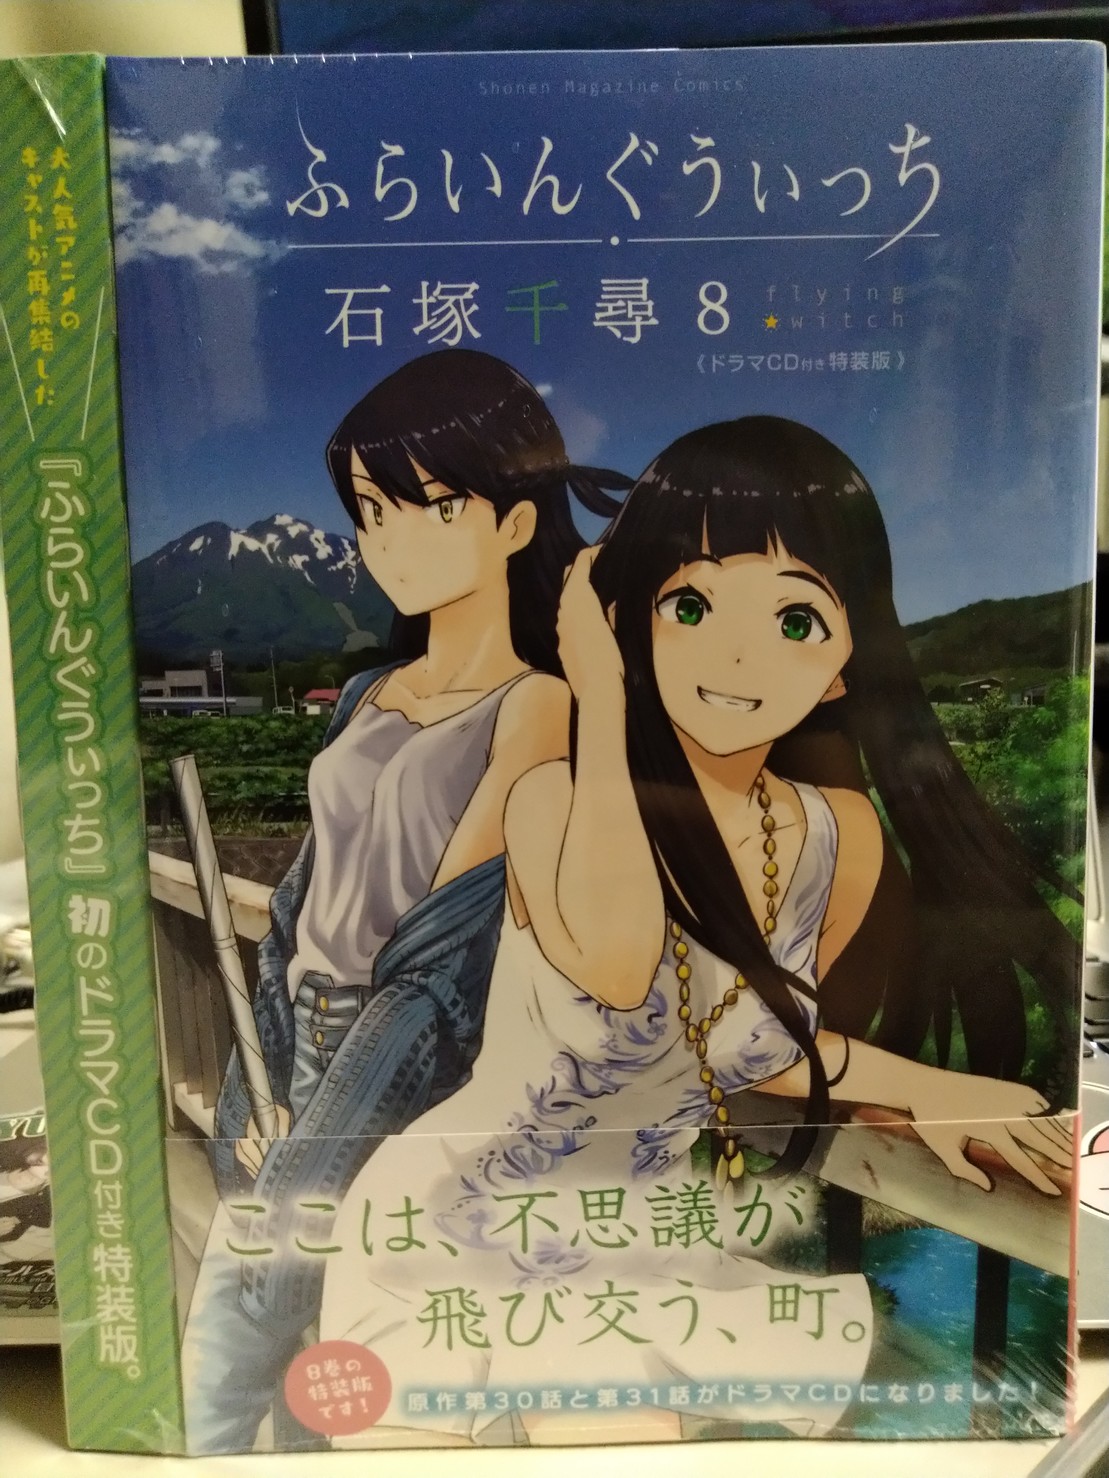 Shonen Magazine Comics
ふらいんぐうぃっち
石塚千尋 8
flying
★witch
《ドラマCD付き特装版》
大人気アニメの
キャストが再集結した
『ふらいんぐうぃっち』初のドラマCD付き特装版。
ここは、不思議が
飛び交う、町。
8巻の
特装版
です！
原作第30話と第31話がドラマCDになりました！